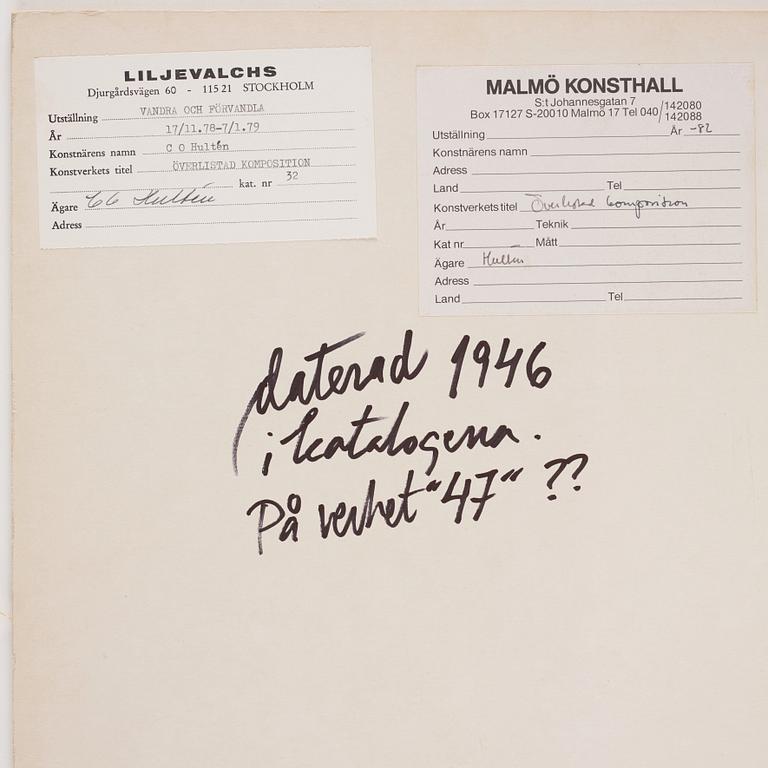 LILJEVALCHS
Djurgårdsvägen 60 - 115 21 STOCKHOLM
Utställning VANDRA OCH FÖRVANDLA
År 17/11.78-7/1.79
Konstnärens namn C O Hultén
Konstverkets titel ÖVERLISTAD KOMPOSITION
kat. nr 32
Ägare CO Hultén
Adress
MALMÖ KONSTHALL
S:t Johannesgatan 7
Box 17127 S-20010 Malmö 17 Tel 040/142080
142088
Utställning År -82
Konstnärens namn
Adress
Land Tel
Konstverkets titel Överlistad komposition
År Teknik
Kat nr Mått
Ägare Hultén
Adress
Land Tel
daterad 1946
i katalogerna.
På verket "47" ??